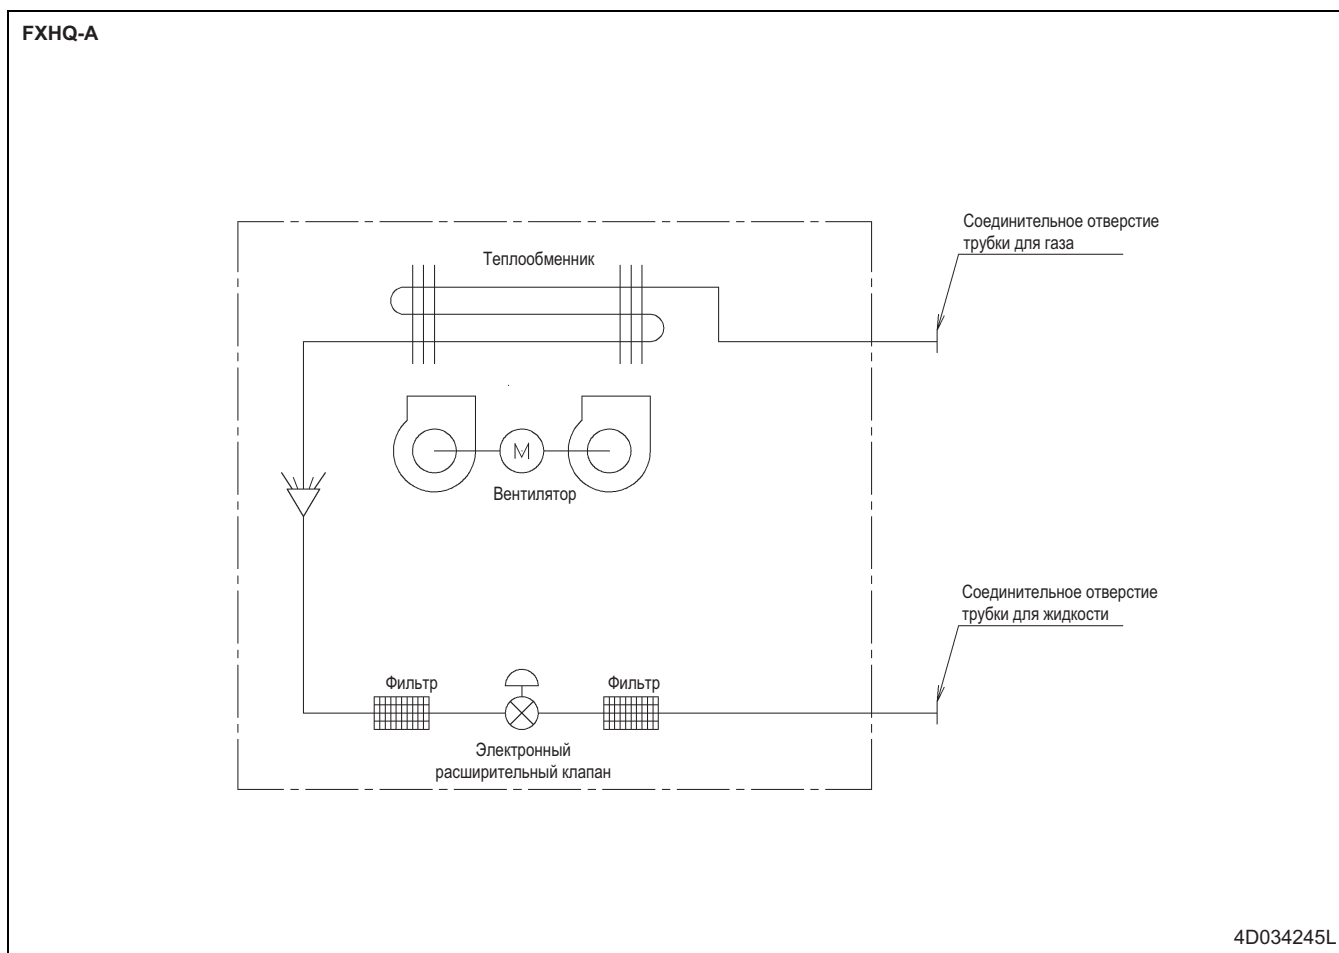 FXHQ-A
Соединительное отверстие
трубки для газа
Теплообменник
M
Вентилятор
Соединительное отверстие
трубки для жидкости
Фильтр
Фильтр
Электронный
расширительный клапан
4D034245L